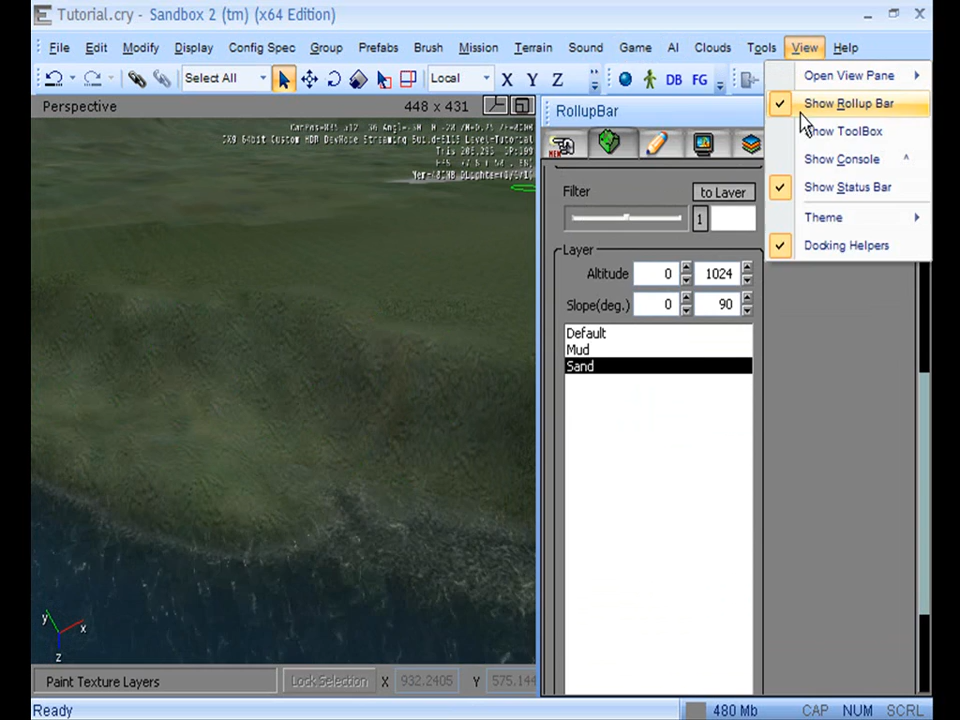 Tutorial.cry - Sandbox 2 (tm) (x64 Edition)
File Edit Modify Display Config Spec Group Prefabs Brush Mission Terrain Sound Game AI Clouds Tools View Help
Select All Local X Y Z DB FG
Perspective 448 x 431
RollupBar
Open View Pane
Show Rollup Bar
Show ToolBox
Show Console ^
Show Status Bar
Theme
Docking Helpers
NEW
Filter to Layer
1
Layer
Altitude 0 1024
Slope(deg.) 0 90
Default
Mud
Sand
y x
z
Paint Texture Layers Lock Selection X 932.2405 Y 575.144
Ready 480 Mb CAP NUM SCRL